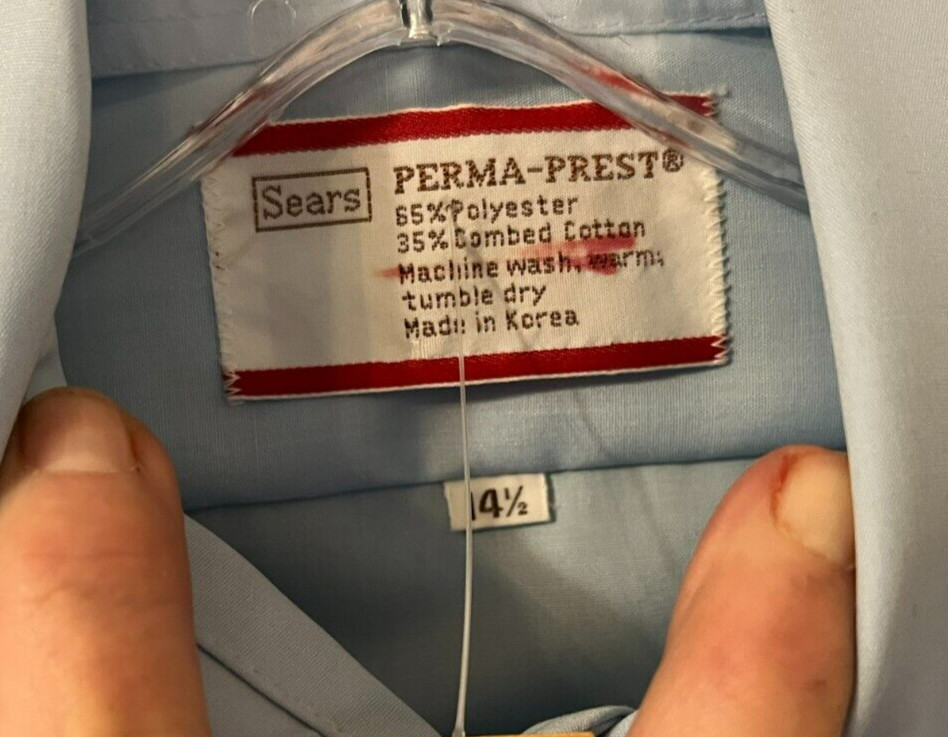 Sears
PERMA-PREST®
65% Polyester
35% Combed Cotton
Machine wash, warm;
tumble dry
Made in Korea
14½